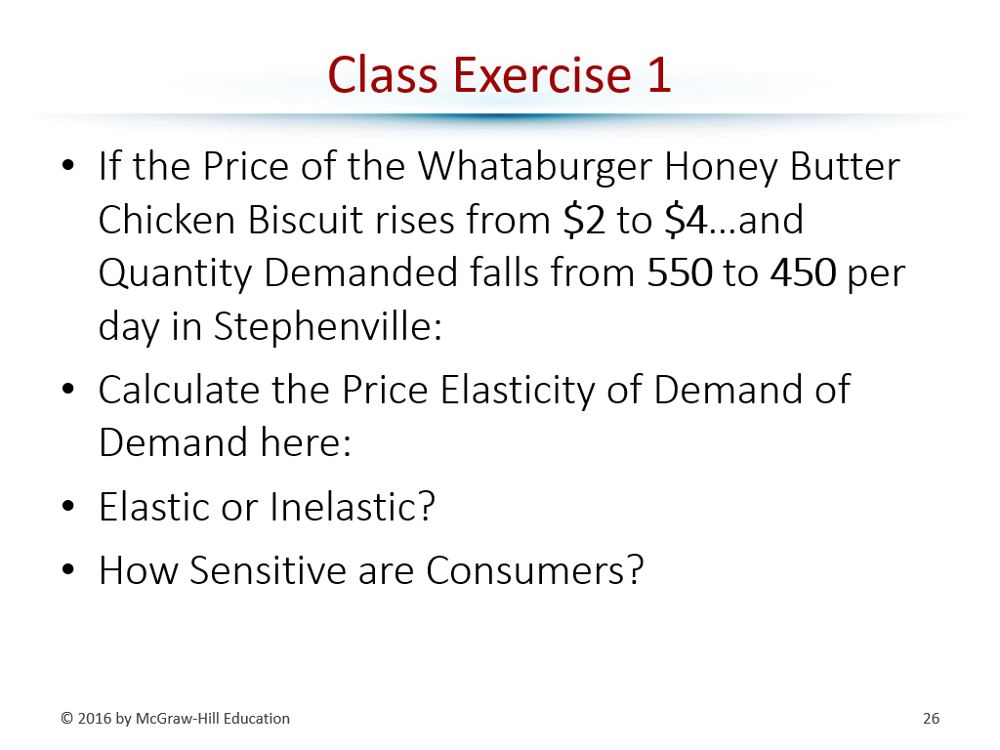 Class Exercise 1
• If the Price of the Whataburger Honey Butter
Chicken Biscuit rises from $2 to $4…and
Quantity Demanded falls from 550 to 450 per
day in Stephenville:
• Calculate the Price Elasticity of Demand of
Demand here:
• Elastic or Inelastic?
• How Sensitive are Consumers?
© 2016 by McGraw-Hill Education
26